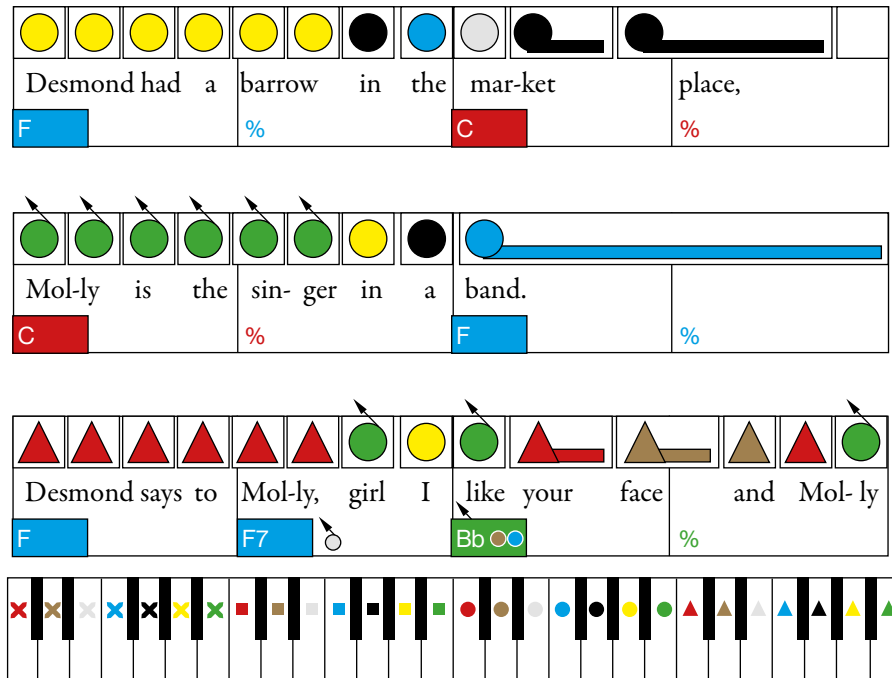 Desmond had a barrow in the mar-ket place,
F % C %
Mol-ly is the sin- ger in a band.
C % F %
Desmond says to Mol-ly, girl I like your face and Mol- ly
F F7 Bb %